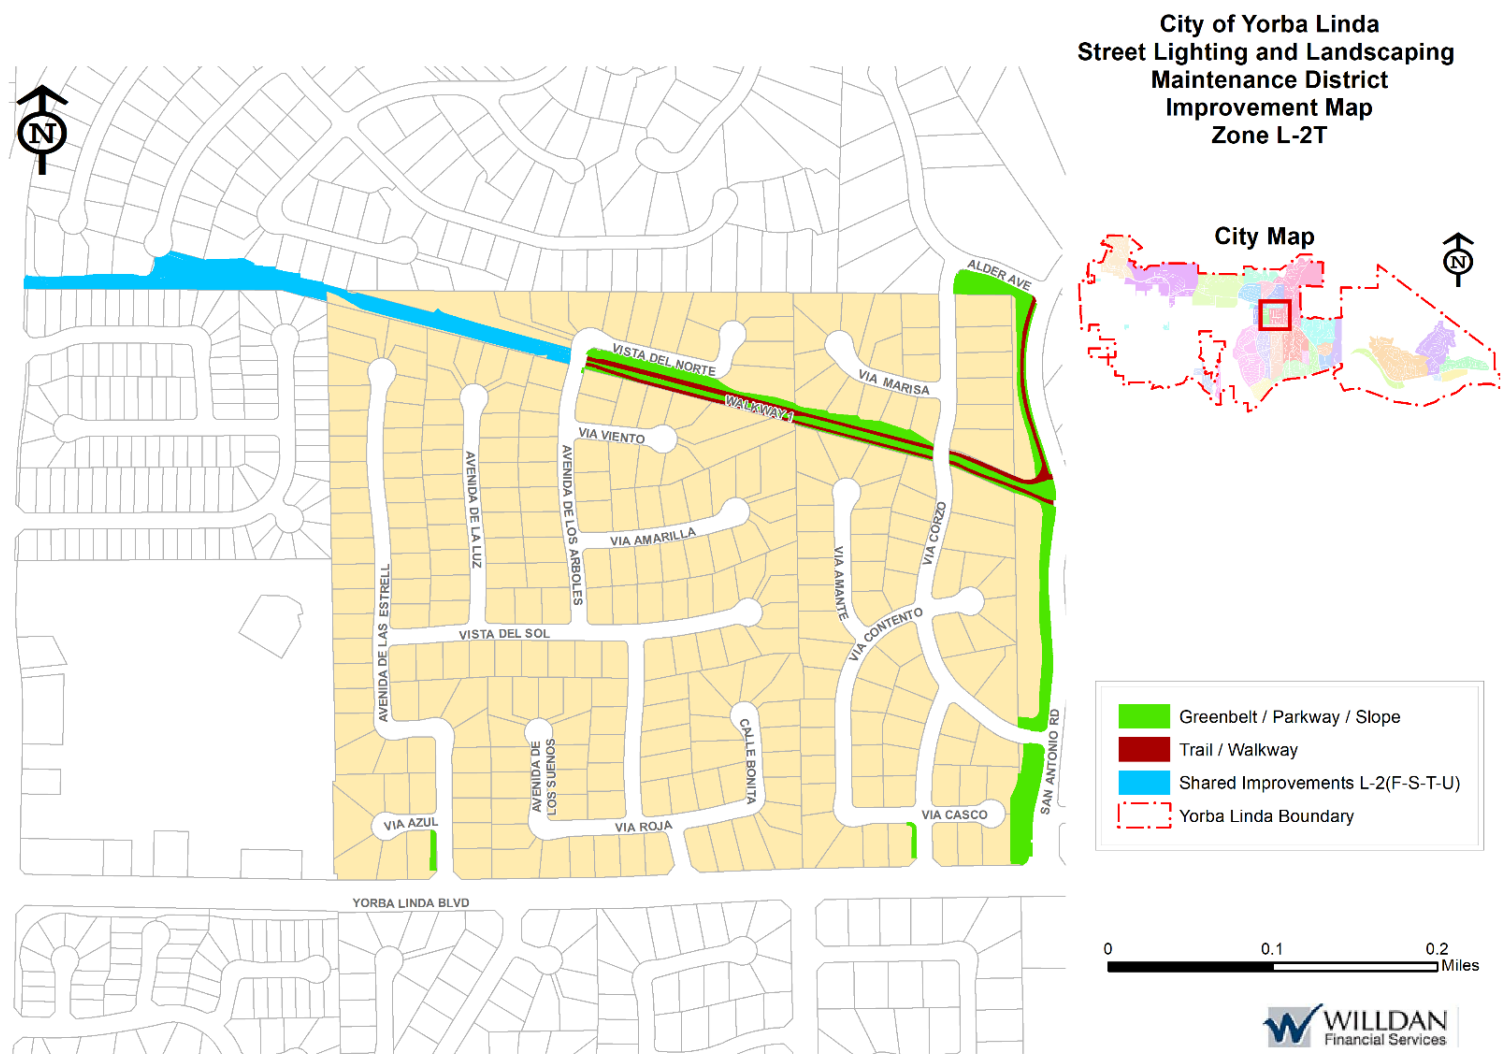 City of Yorba Linda
Street Lighting and Landscaping
Maintenance District
Improvement Map
Zone L-2T
N
City Map
N
ALDER AVE
VISTA DEL NORTE
VIA MARISA
WALKWAY 1
VIA VIENTO
AVENIDA DE LA LUZ
AVENIDA DE LOS ARBOLES
VIA AMARILLA
VIA CORZO
VIA AMANTE
AVENIDA DE LAS ESTRELL
VISTA DEL SOL
VIA CONTENTO
AVENIDA DE
LOS SUENOS
CALLE BONITA
SAN ANTONIO RD
VIA AZUL
VIA ROJA
VIA CASCO
YORBA LINDA BLVD
Greenbelt / Parkway / Slope
Trail / Walkway
Shared Improvements L-2(F-S-T-U)
Yorba Linda Boundary
0 0.1 0.2
Miles
WILLDAN
Financial Services